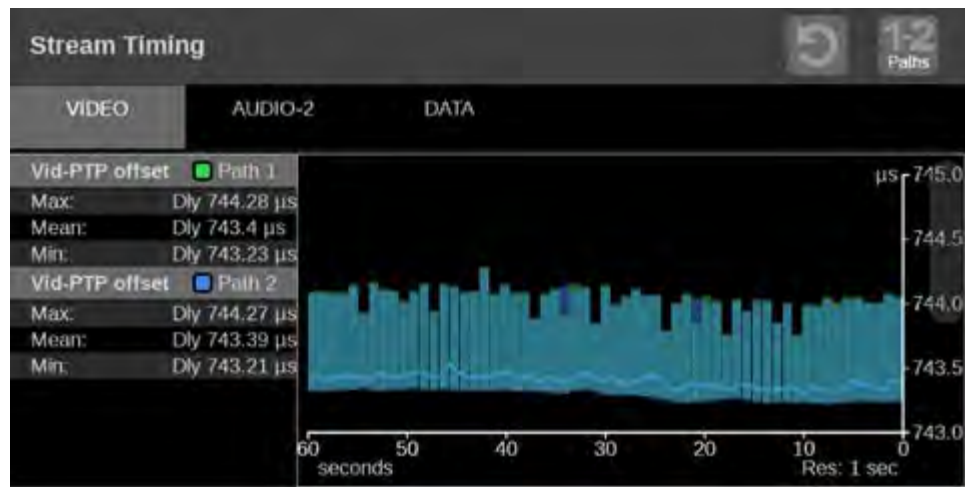 Stream Timing
1-2
Paths
VIDEO AUDIO-2 DATA
Vid-PTP offset Path 1
Max: Dly 744.28 µs
Mean: Dly 743.4 µs
Min: Dly 743.23 µs
Vid-PTP offset Path 2
Max: Dly 744.27 µs
Mean: Dly 743.39 µs
Min: Dly 743.21 µs
µs 745.0
744.5
744.0
743.5
743.0
60 50 40 30 20 10 0
seconds Res: 1 sec